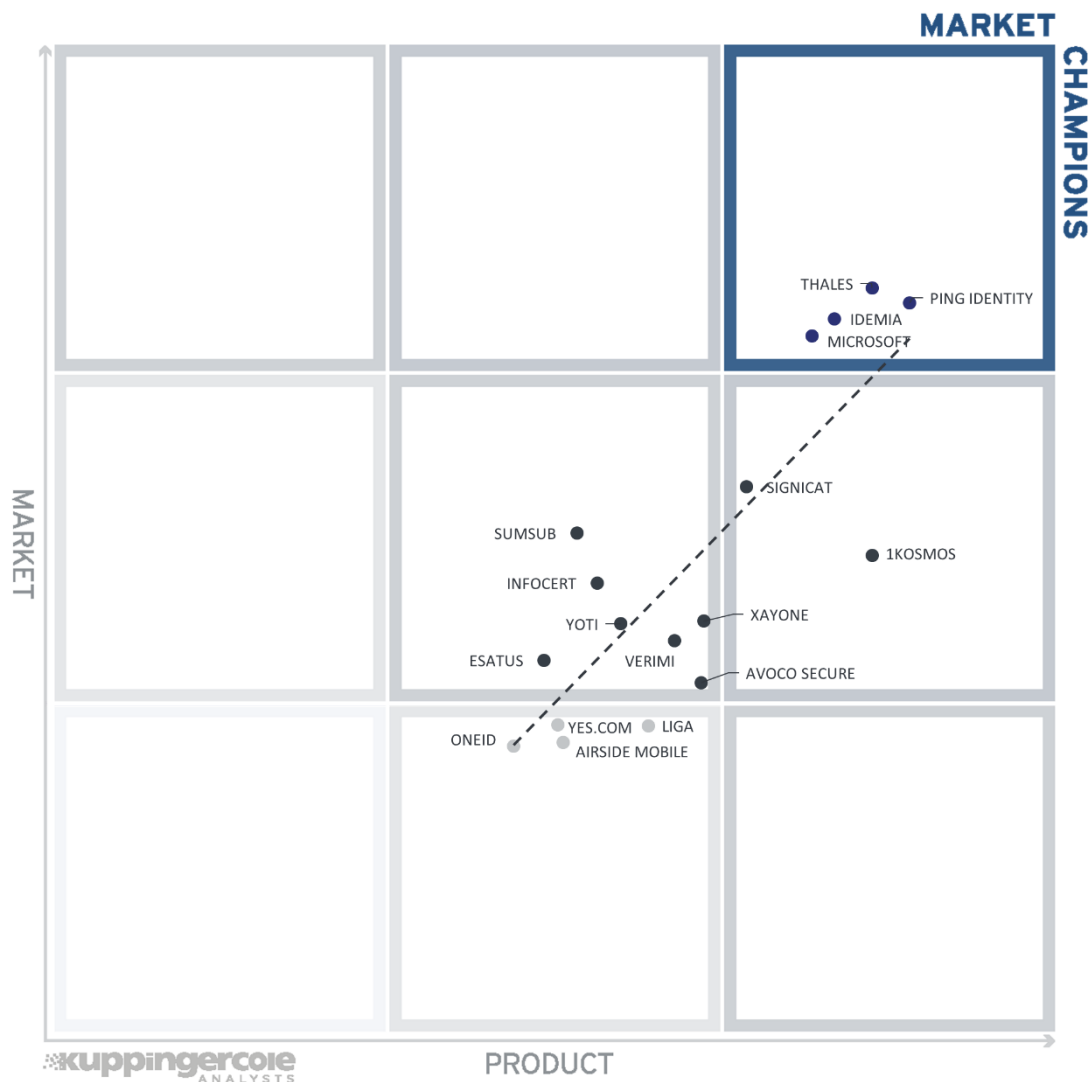 MARKET
CHAMPIONS
THALES
PING IDENTITY
IDEMIA
MICROSOFT
MARKET
SIGNICAT
SUMSUB
1KOSMOS
INFOCERT
XAYONE
YOTI
ESATUS
VERIMI
AVOCO SECURE
ONEID
YES.COM
LIGA
AIRSIDE MOBILE
kuppingercole
ANALYSTS
PRODUCT